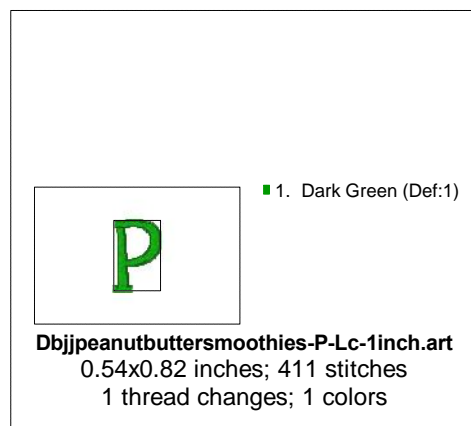 1. Dark Green (Def:1)
P
Dbjjpeanutbuttersmoothies-P-Lc-1inch.art
0.54x0.82 inches; 411 stitches
1 thread changes; 1 colors